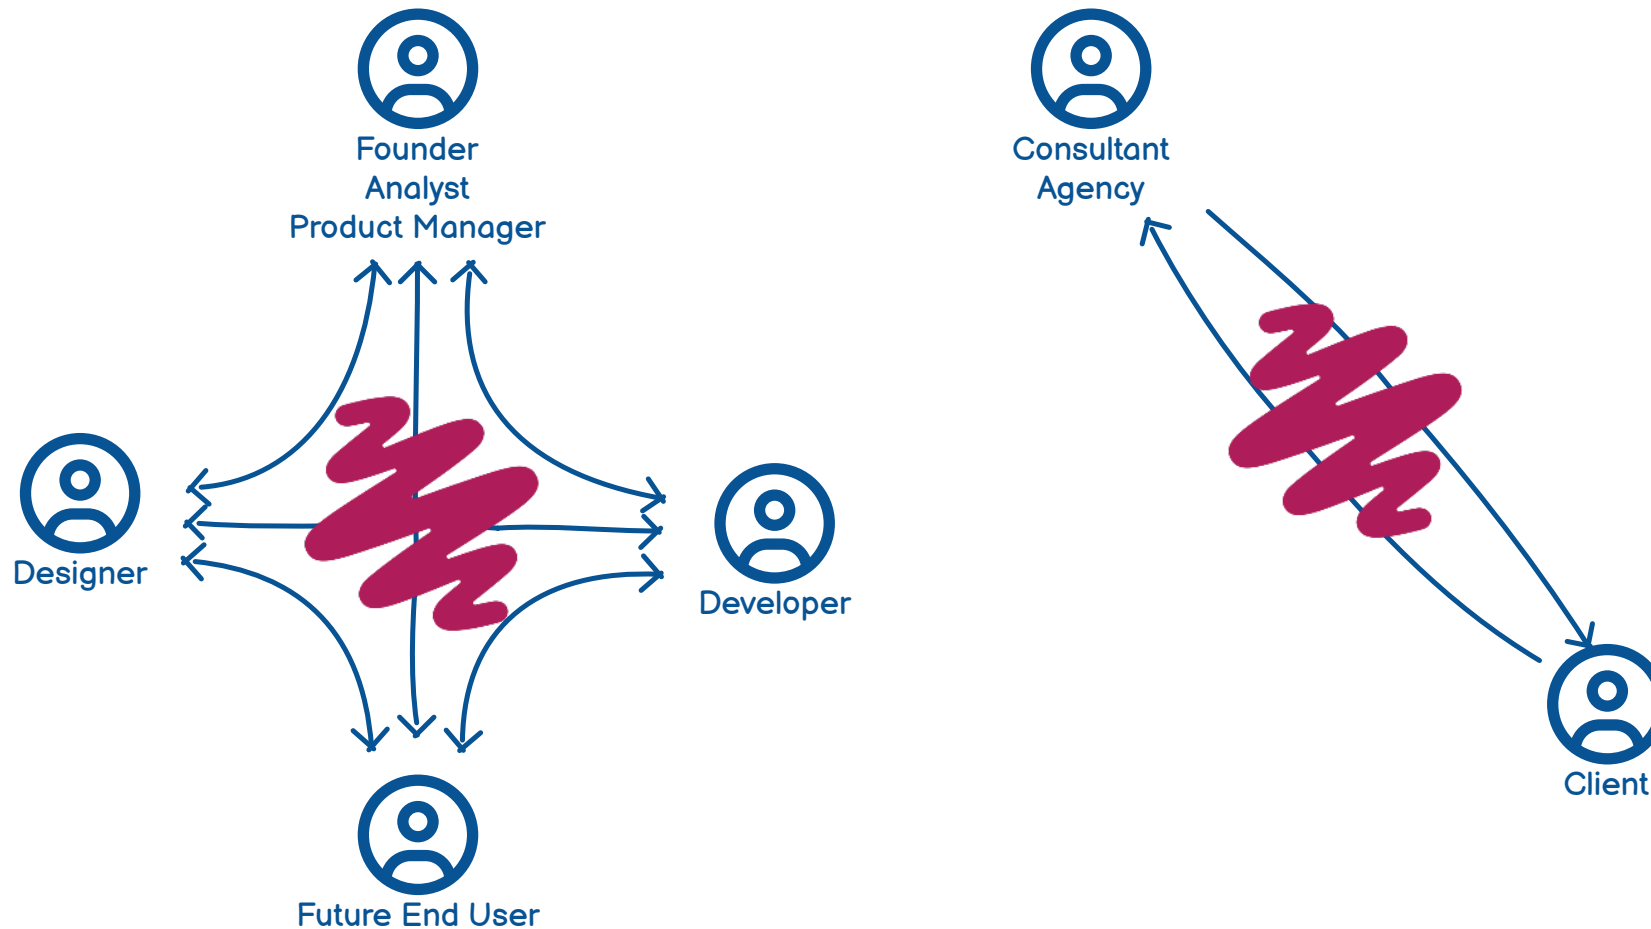 Founder
Analyst
Product Manager
Consultant
Agency
Designer
Developer
Client
Future End User